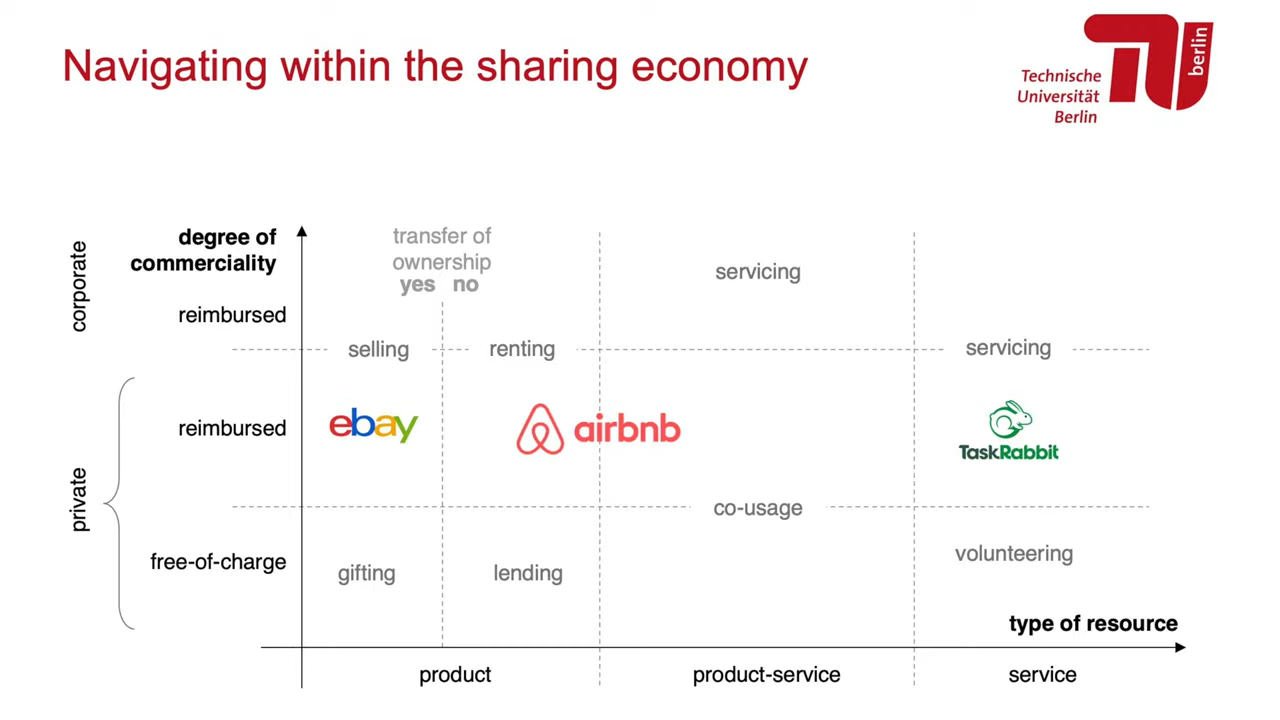 Navigating within the sharing economy
Technische
Universität
Berlin
berlin
corporate
degree of
commerciality
transfer of
ownership
yes no
servicing
reimbursed
selling
renting
servicing
reimbursed
ebay
airbnb
TaskRabbit
private
co-usage
free-of-charge
gifting
lending
volunteering
type of resource
product
product-service
service